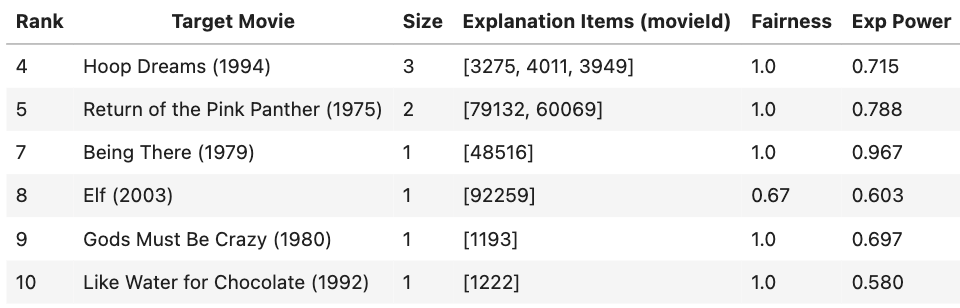 Rank Target Movie Size Explanation Items (movieId) Fairness Exp Power
4 Hoop Dreams (1994) 3 [3275, 4011, 3949] 1.0 0.715
5 Return of the Pink Panther (1975) 2 [79132, 60069] 1.0 0.788
7 Being There (1979) 1 [48516] 1.0 0.967
8 Elf (2003) 1 [92259] 0.67 0.603
9 Gods Must Be Crazy (1980) 1 [1193] 1.0 0.697
10 Like Water for Chocolate (1992) 1 [1222] 1.0 0.580